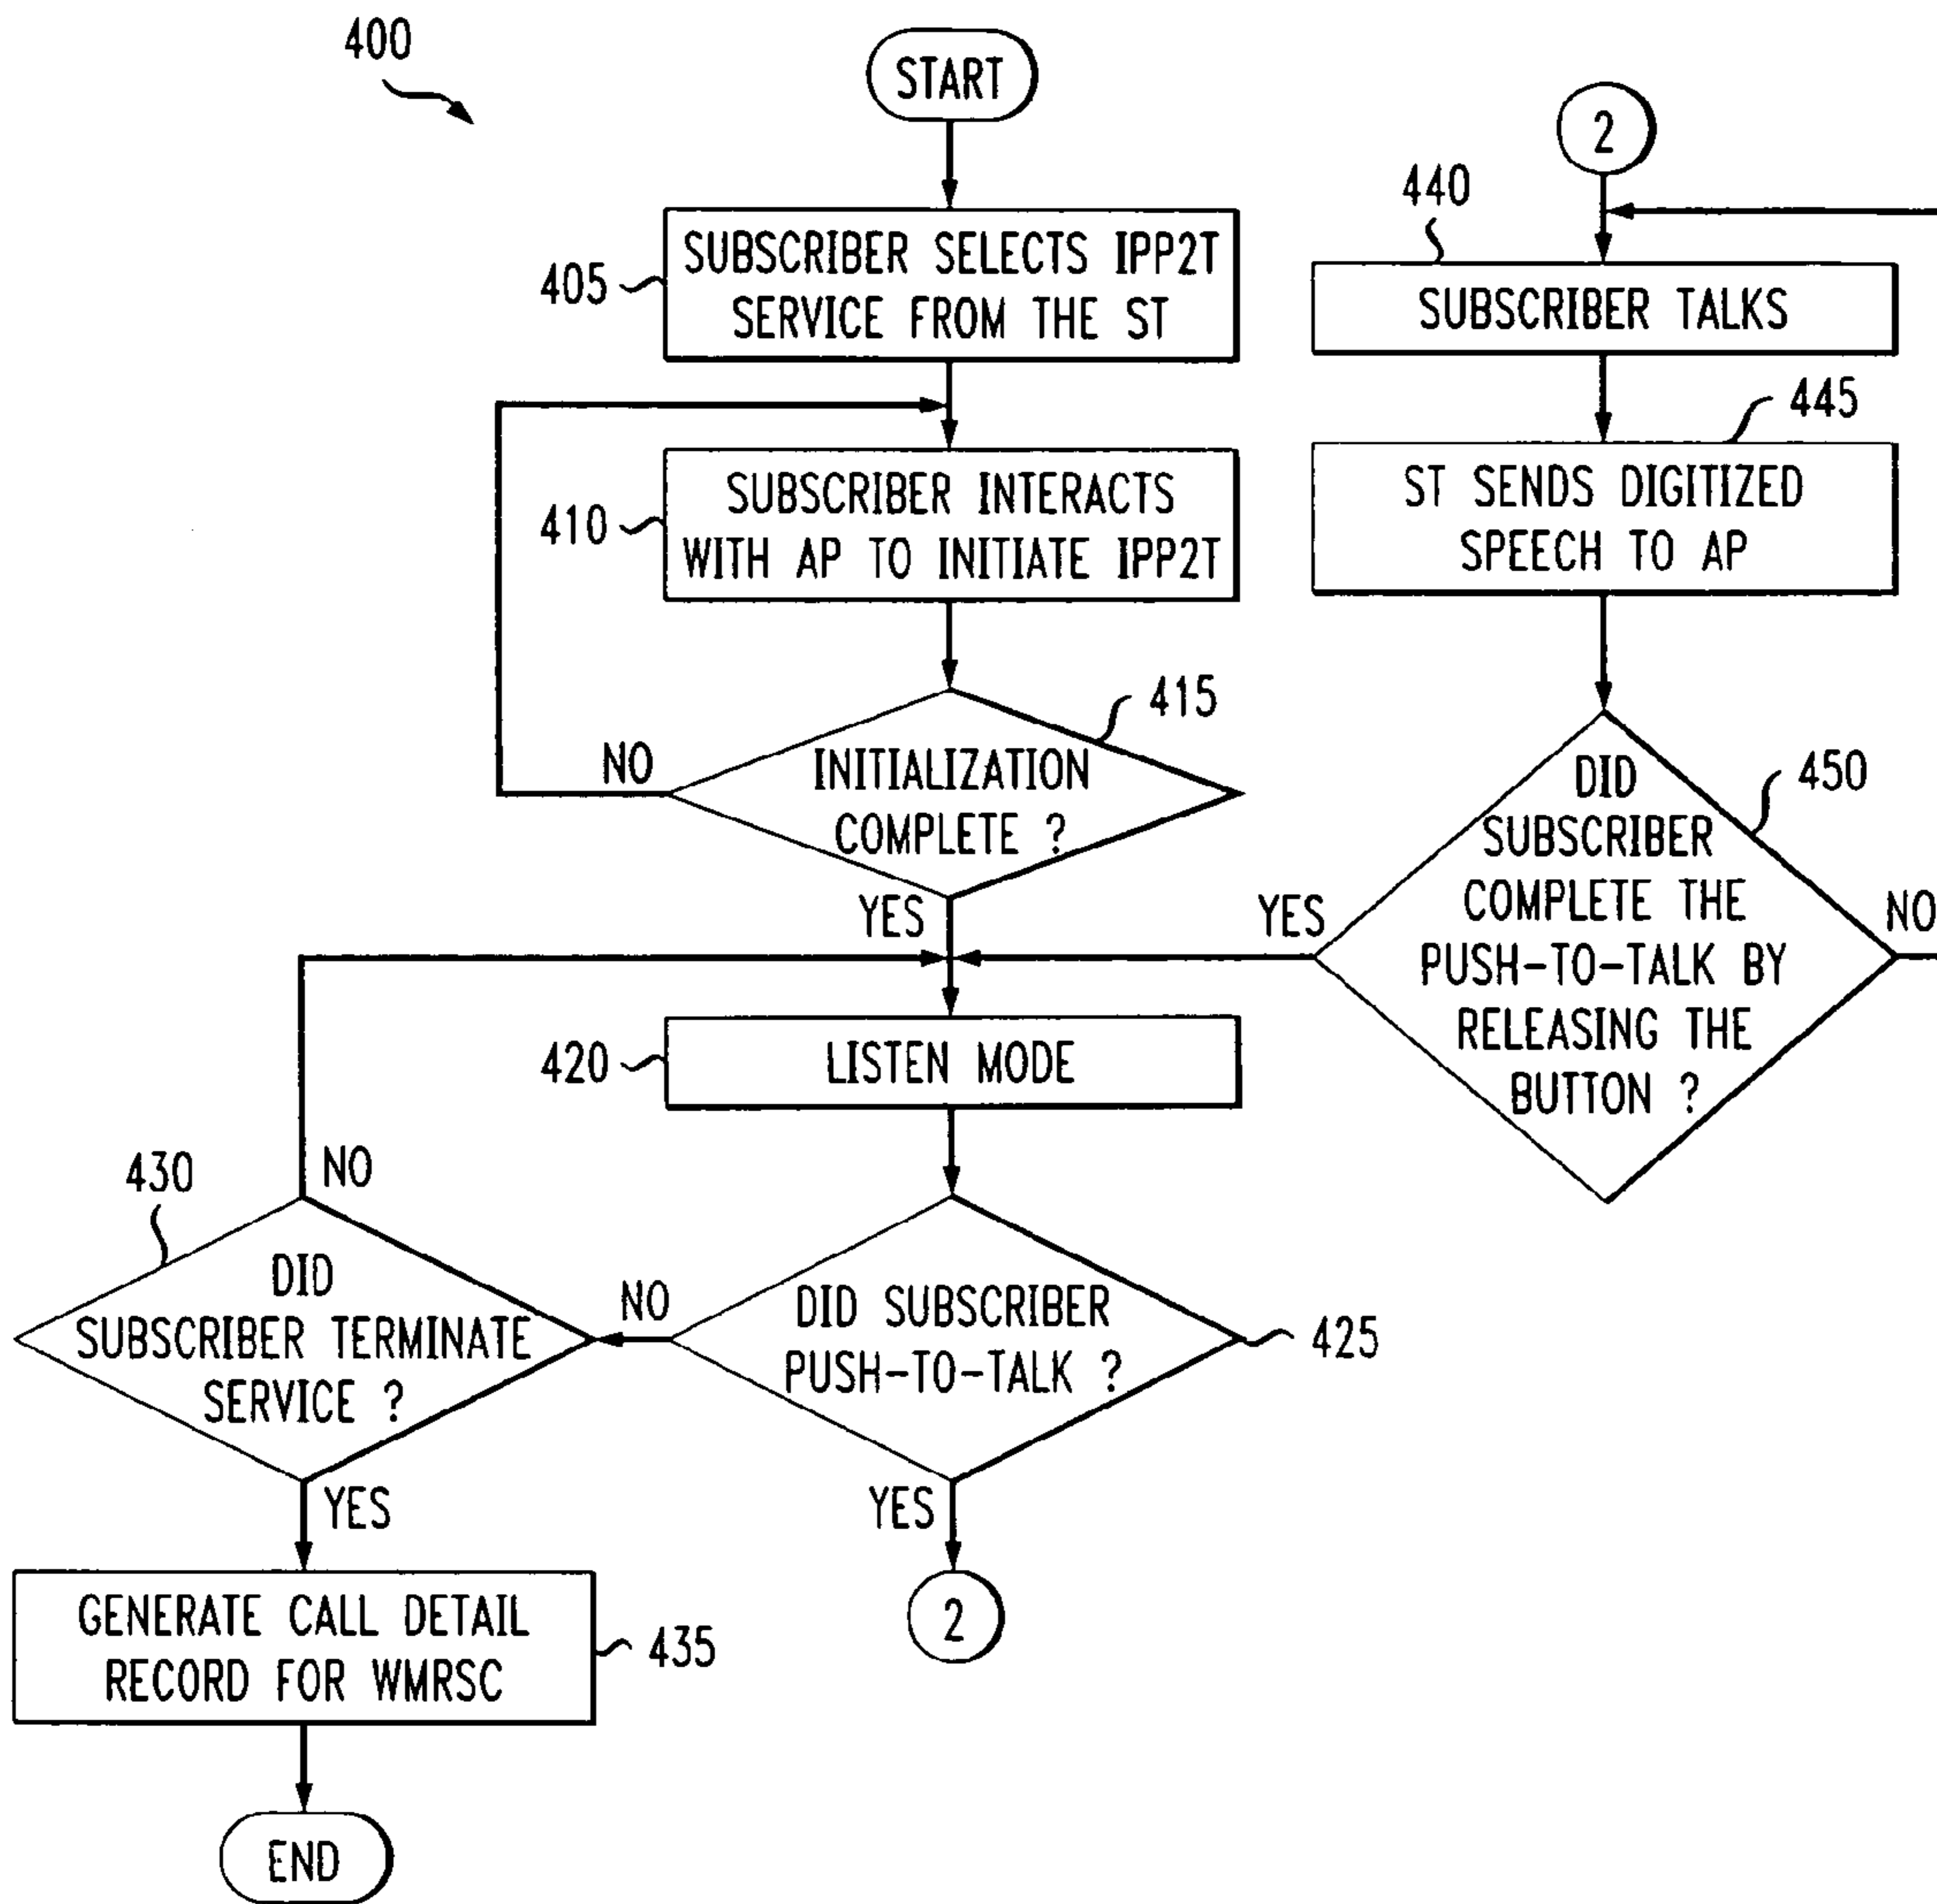 400
START
405
SUBSCRIBER SELECTS IPP2T
SERVICE FROM THE ST
410
SUBSCRIBER INTERACTS
WITH AP TO INITIATE IPP2T
415
INITIALIZATION
COMPLETE ?
NO
YES
420
LISTEN MODE
425
DID SUBSCRIBER
PUSH-TO-TALK ?
NO
YES
2
430
DID
SUBSCRIBER TERMINATE
SERVICE ?
NO
YES
GENERATE CALL DETAIL
RECORD FOR WMRSC
435
END
2
440
SUBSCRIBER TALKS
445
ST SENDS DIGITIZED
SPEECH TO AP
450
DID
SUBSCRIBER
COMPLETE THE
PUSH-TO-TALK BY
RELEASING THE
BUTTON ?
YES
NO